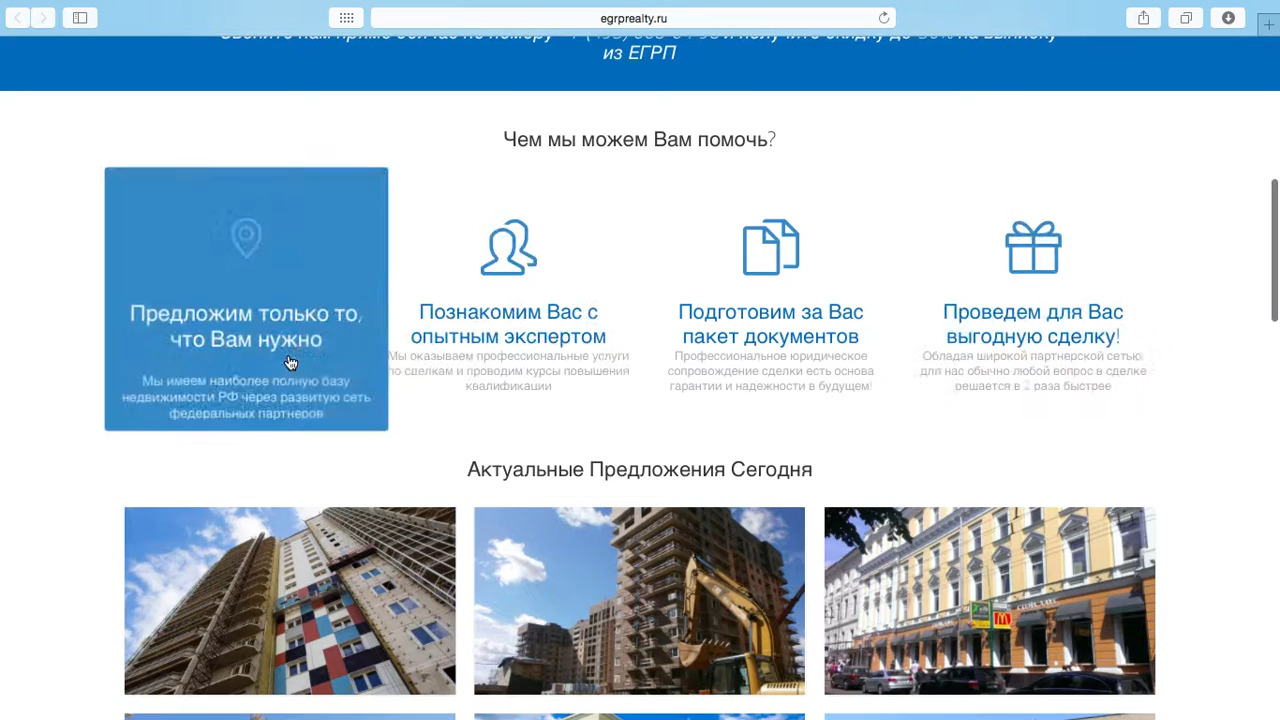 egrprealty.ru
из ЕГРП
Чем мы можем Вам помочь?
Предложим только то,
что Вам нужно
Мы имеем наиболее полную базу
недвижимости РФ через развитую сеть
федеральных партнеров
Познакомим Вас с
опытным экспертом
Мы оказываем профессиональные услуги
по сделкам и проводим курсы повышения
квалификации
Подготовим за Вас
пакет документов
Профессиональное юридическое
сопровождение сделки есть основа
гарантии и надежности в будущем!
Проведем для Вас
выгодную сделку!
Обладая широкой партнерской сетью
для нас обычно любой вопрос в сделке
решается в 2 раза быстрее
Актуальные Предложения Сегодня